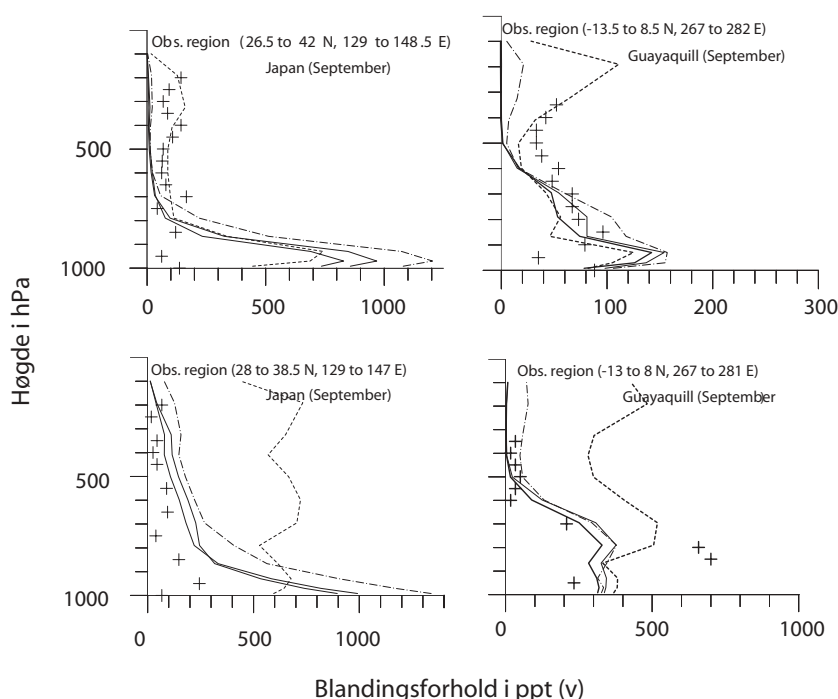 Obs. region (26.5 to 42 N, 129 to 148.5 E)
Japan (September)
500
1000
0 500 1000
Obs. region (-13.5 to 8.5 N, 267 to 282 E)
Guayaquill (September)
0 100 200 300
Høgde i hPa
Obs. region (28 to 38.5 N, 129 to 147 E)
Japan (September)
500
1000
0 500 1000
Obs. region (-13 to 8 N, 267 to 281 E)
Guayaquill (September
0 500 1000
Blandingsforhold i ppt (v)